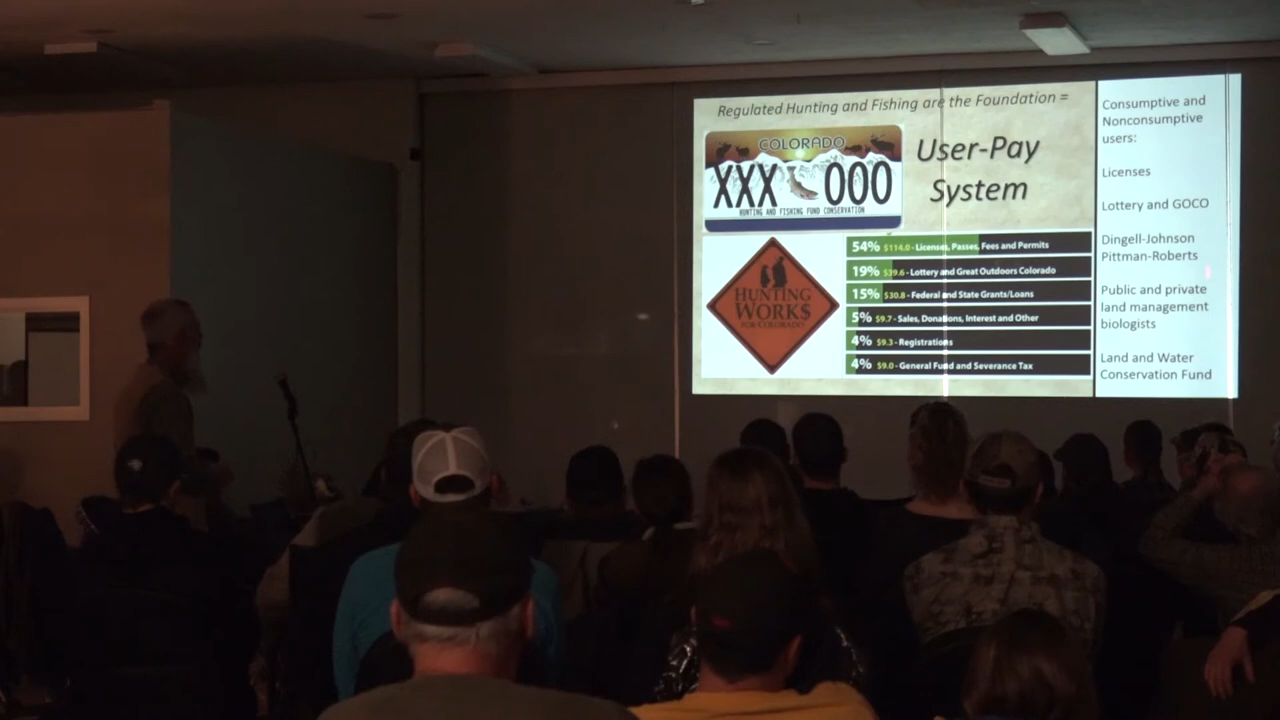 Regulated Hunting and Fishing are the Foundation =
COLORADO
XXX OOO
HUNTING AND FISHING FUND CONSERVATION
User-Pay
System
HUNTING
WORK$
FOR COLORADO
54% $114.0 - Licenses, Passes, Fees and Permits
19% $39.6 - Lottery and Great Outdoors Colorado
15% $30.8 - Federal and State Grants/Loans
5% $9.7 - Sales, Donations, Interest and Other
4% $9.3 - Registrations
4% $9.0 - General Fund and Severance Tax
Consumptive and
Nonconsumptive
users:
Licenses
Lottery and GOCO
Dingell-Johnson
Pittman-Roberts
Public and private
land management
biologists
Land and Water
Conservation Fund